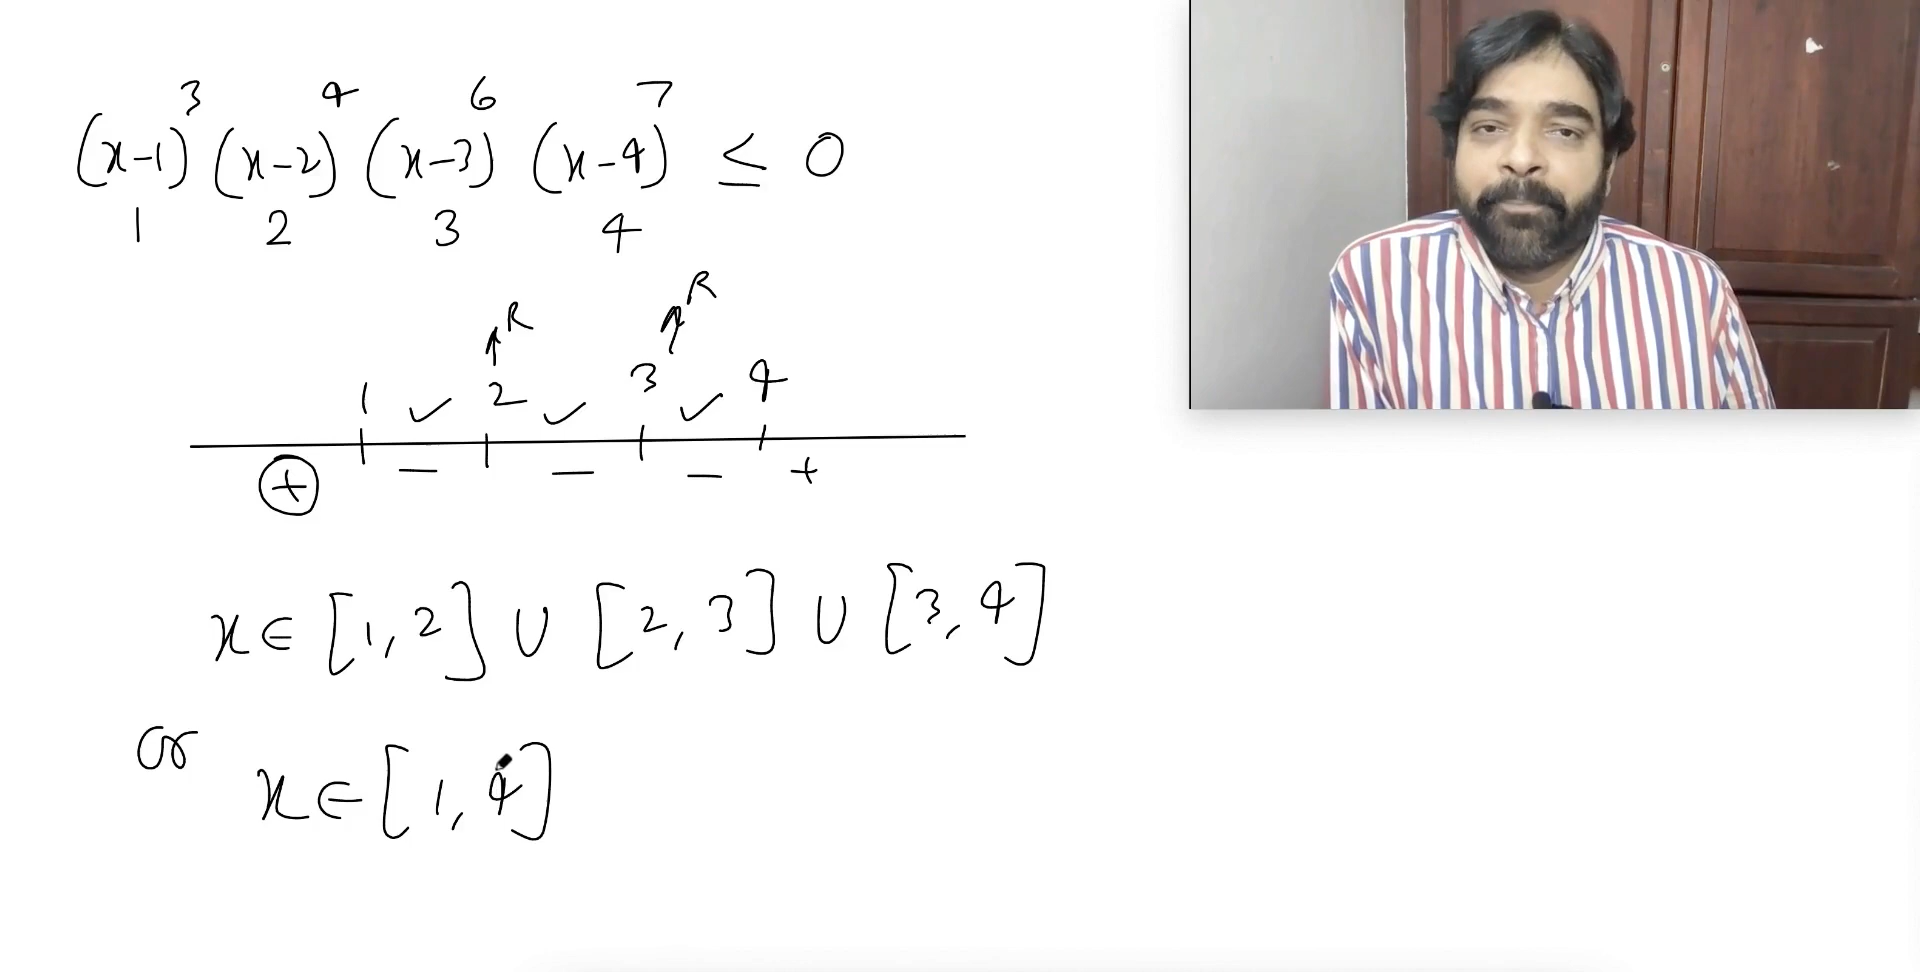 (x-1)³ (x-2)⁴ (x-3)⁶ (x-4)⁷ ≤ 0
1 2 3 4
R R
1 ✓ 2 ✓ 3 ✓ 4
+ − − − +
x∈ [1,2] ∪ [2,3] ∪ [3,4]
or
x∈[1,4]